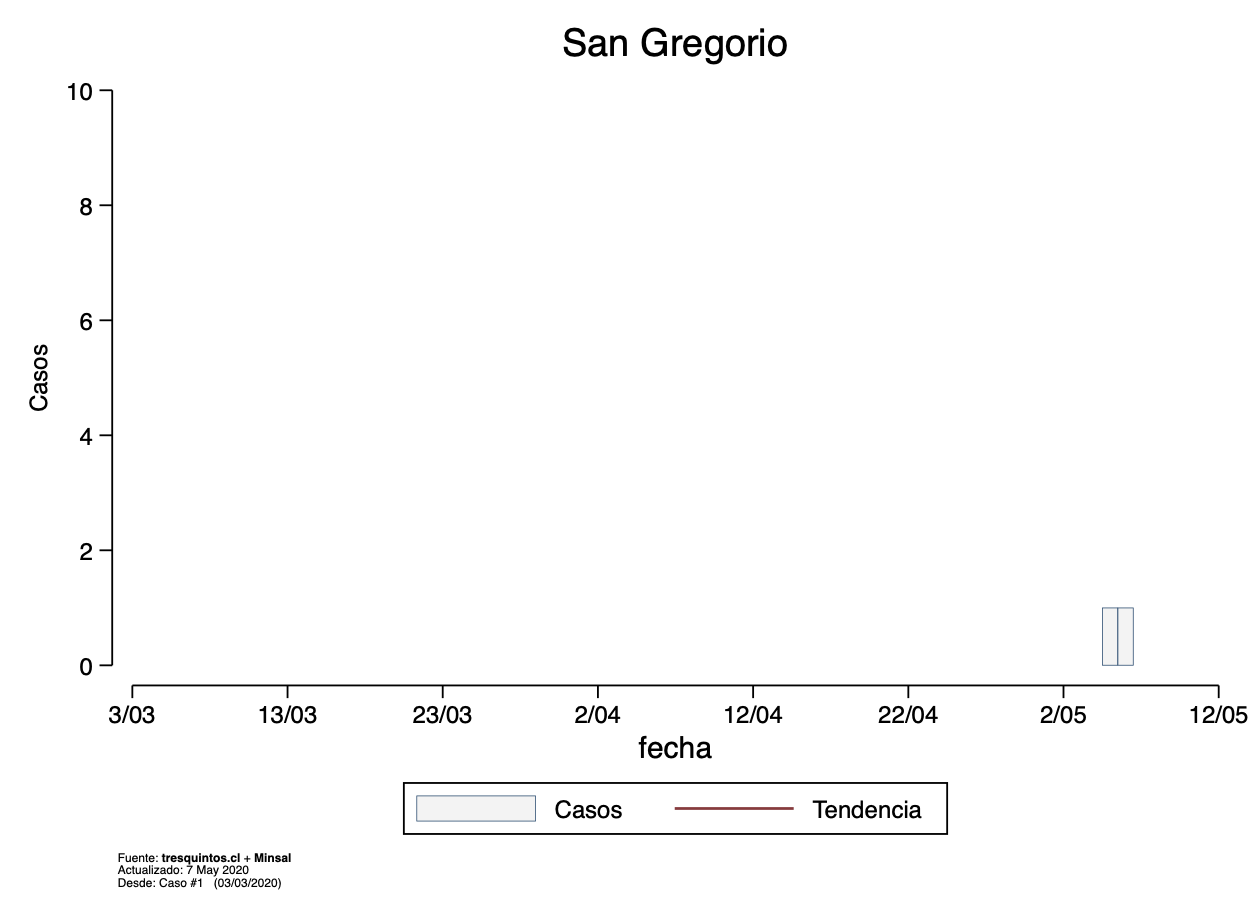 San Gregorio
10
8
6
4
2
0
Casos
3/03 13/03 23/03 2/04 12/04 22/04 2/05 12/05
fecha
Casos Tendencia
Fuente: tresquintos.cl + Minsal
Actualizado: 7 May 2020
Desde: Caso #1 (03/03/2020)